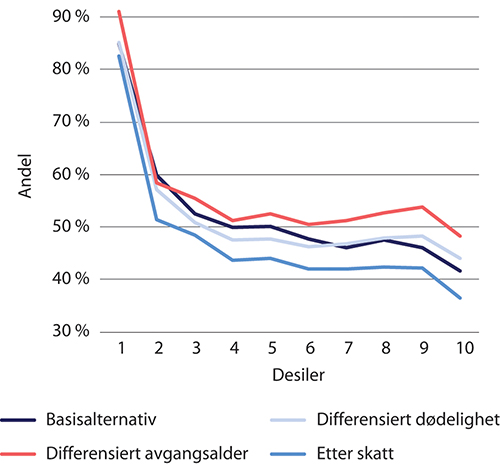 90 %
80 %
70 %
60 %
50 %
40 %
30 %
Andel
1 2 3 4 5 6 7 8 9 10
Desiler
Basisalternativ
Differensiert dødelighet
Differensiert avgangsalder
Etter skatt